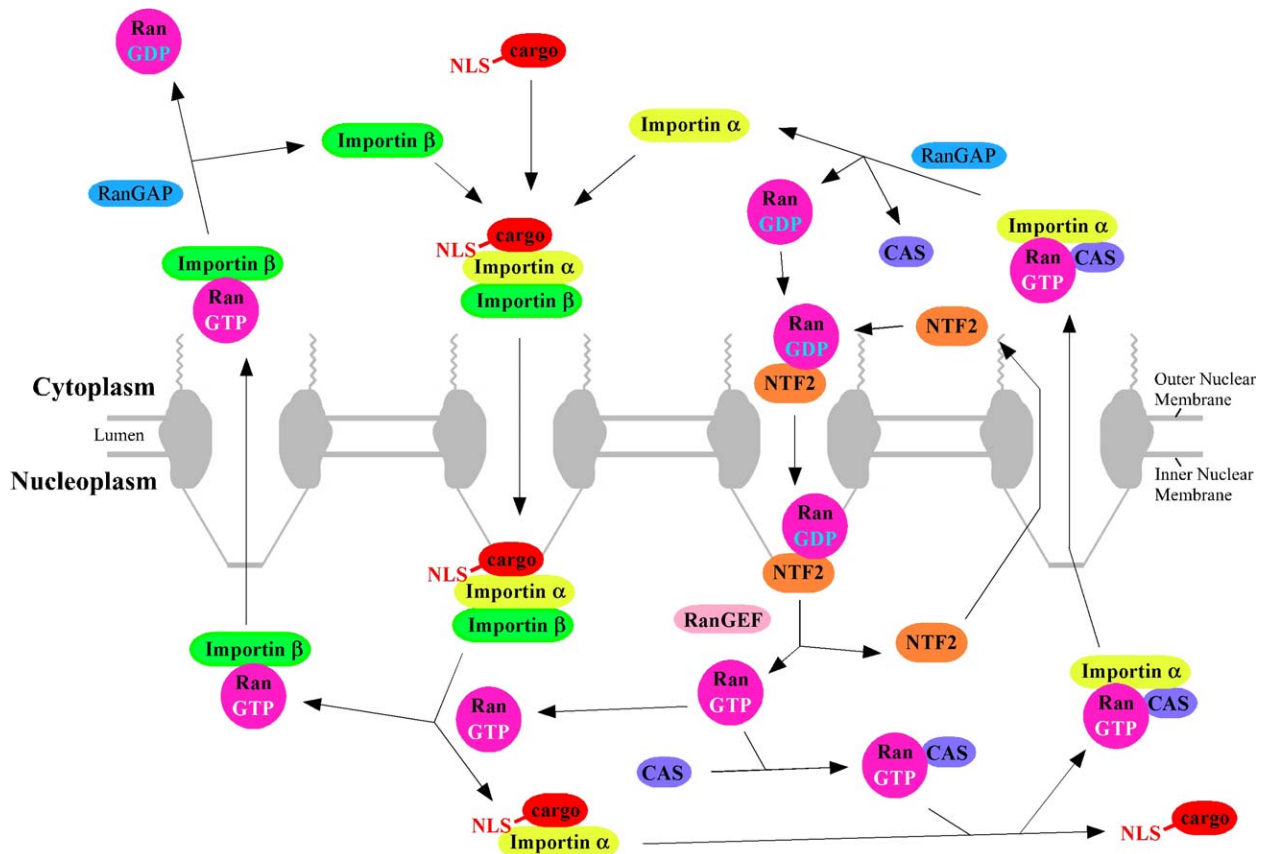 Ran
GDP
NLS cargo
Importin β
Importin α
RanGAP
RanGAP
Ran
GDP
CAS
Importin β
Ran
GTP
NLS cargo
Importin α
Importin β
Importin α
Ran CAS
GTP
Ran
GDP
NTF2
NTF2
Cytoplasm
Lumen
Nucleoplasm
Outer Nuclear
Membrane
Inner Nuclear
Membrane
Ran
GDP
NTF2
NLS cargo
Importin α
Importin β
RanGEF
NTF2
Importin β
Ran
GTP
Ran
GTP
Ran
GTP
Importin α
Ran CAS
GTP
CAS
Ran CAS
GTP
NLS cargo
Importin α
NLS cargo